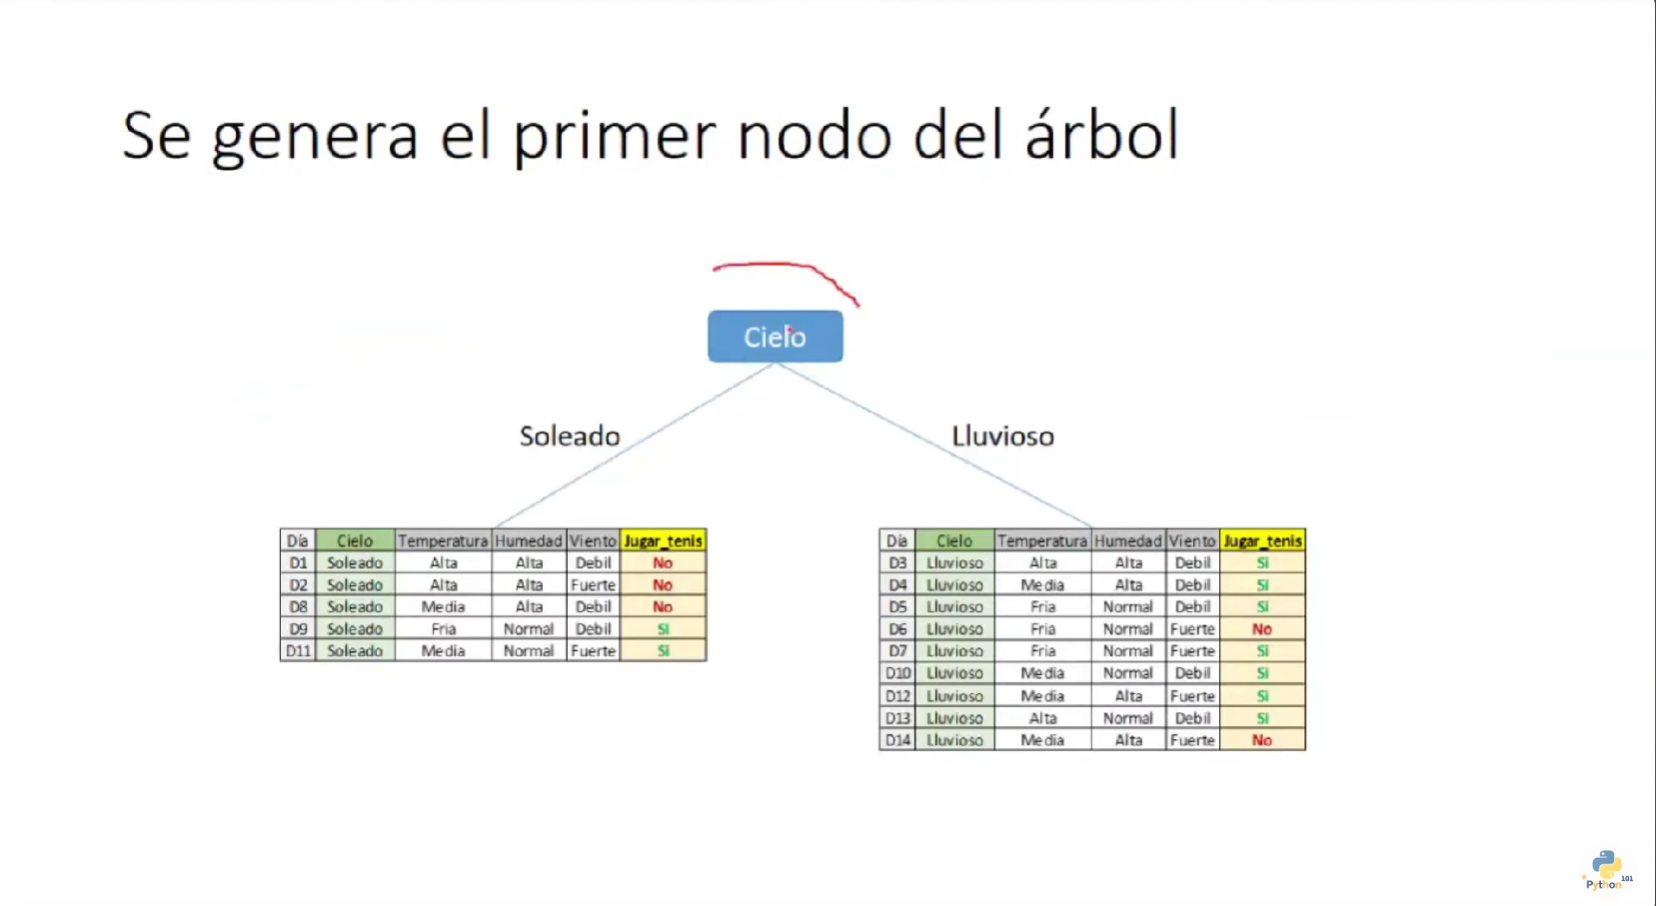 Se genera el primer nodo del árbol
Cielo
Soleado
Lluvioso
Día Cielo Temperatura Humedad Viento Jugar_tenis
D1 Soleado Alta Alta Debil No
D2 Soleado Alta Alta Fuerte No
D8 Soleado Media Alta Debil No
D9 Soleado Fria Normal Debil Si
D11 Soleado Media Normal Fuerte Si
Día Cielo Temperatura Humedad Viento Jugar_tenis
D3 Lluvioso Alta Alta Debil Si
D4 Lluvioso Media Alta Debil Si
D5 Lluvioso Fria Normal Debil Si
D6 Lluvioso Fria Normal Fuerte No
D7 Lluvioso Fria Normal Fuerte Si
D10 Lluvioso Media Normal Debil Si
D12 Lluvioso Media Alta Fuerte Si
D13 Lluvioso Alta Normal Debil Si
D14 Lluvioso Media Alta Fuerte No
Python 101